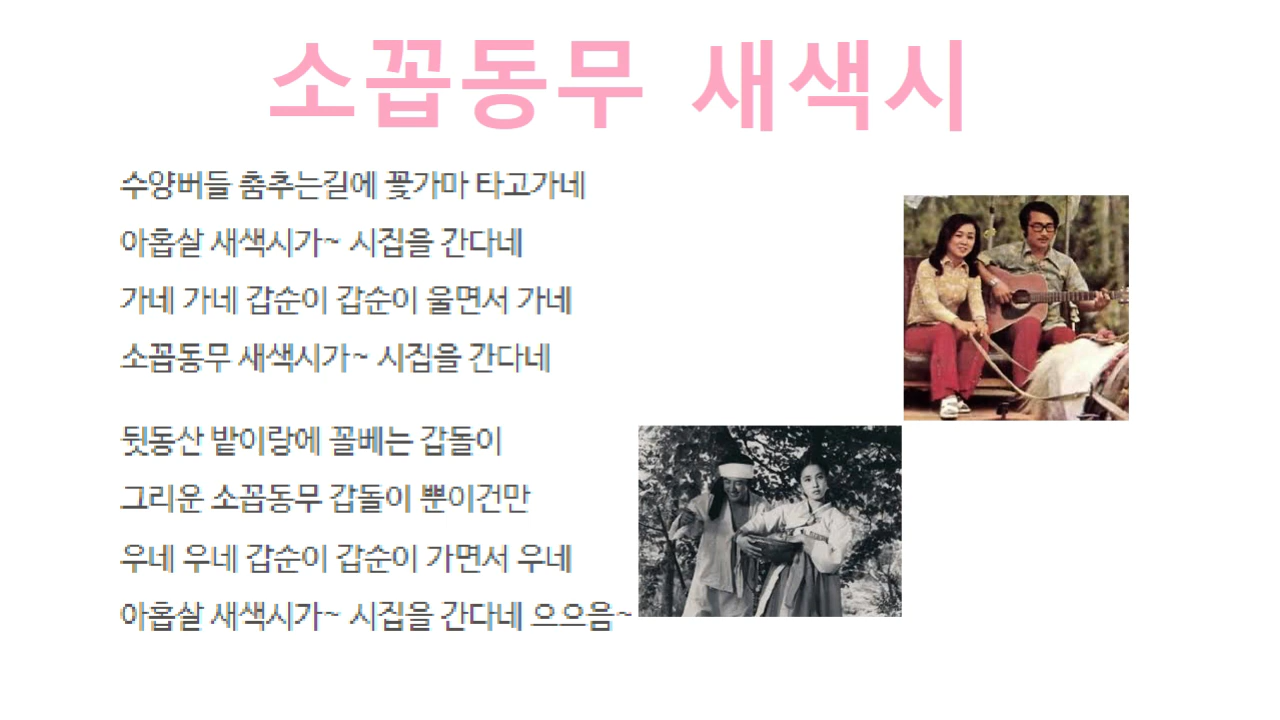 소꼽동무 새색시
수양버들 춤추는길에 꽃가마 타고가네
아홉살 새색시가~ 시집을 간다네
가네 가네 갑순이 갑순이 울면서 가네
소꼽동무 새색시가~ 시집을 간다네
뒷동산 밭이랑에 꼴베는 갑돌이
그리운 소꼽동무 갑돌이 뿐이건만
우네 우네 갑순이 갑순이 가면서 우네
아홉살 새색시가~ 시집을 간다네 으으음~